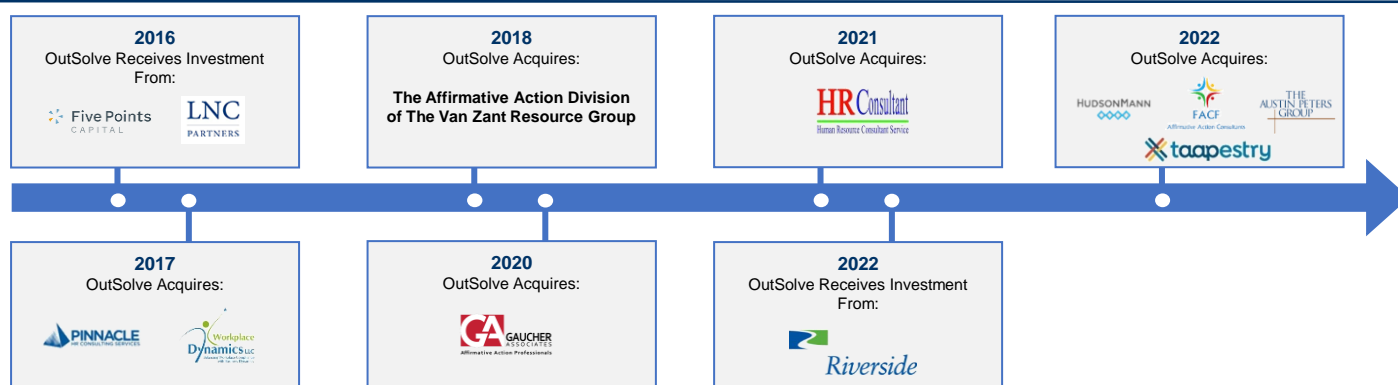 2016
OutSolve Receives Investment
From:
Five Points
CAPITAL
LNC
PARTNERS
2018
OutSolve Acquires:
The Affirmative Action Division
of The Van Zant Resource Group
2021
OutSolve Acquires:
HR Consultant
Human Resource Consultant Service
2022
OutSolve Acquires:
HUDSONMANN
FACF
Affirmative Action Consultants
THE
AUSTIN PETERS
GROUP
taapestry
2017
OutSolve Acquires:
PINNACLE
HR CONSULTING SERVICES
Workplace
Dynamics LLC
2020
OutSolve Acquires:
GA GAUCHER
ASSOCIATES
Affirmative Action Professionals
2022
OutSolve Receives Investment
From:
Riverside